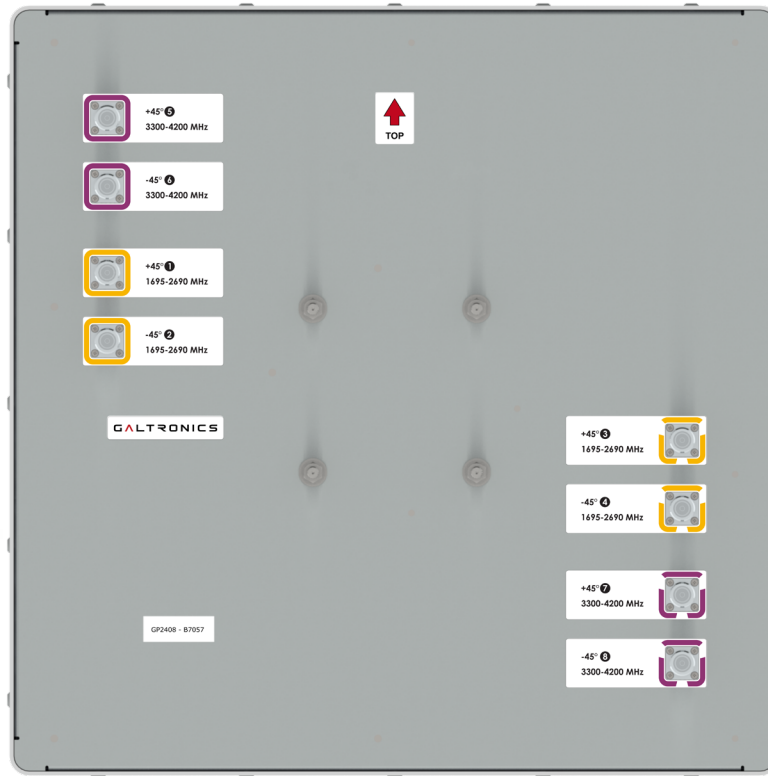 +45° 5
3300-4200 MHz
TOP
-45° 6
3300-4200 MHz
+45° 1
1695-2690 MHz
-45° 2
1695-2690 MHz
GALTRONICS
+45° 3
1695-2690 MHz
-45° 4
1695-2690 MHz
+45° 7
3300-4200 MHz
GP2408 - B7057
-45° 8
3300-4200 MHz